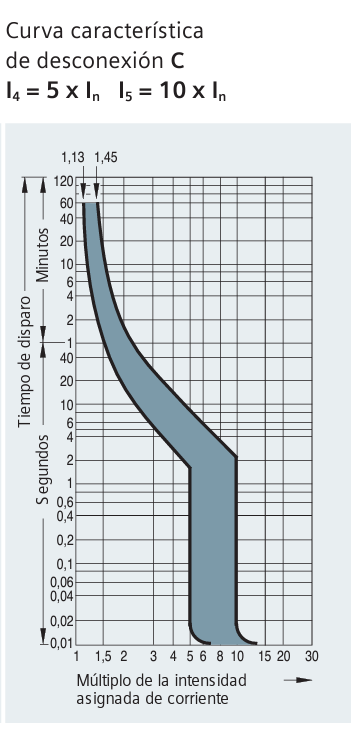 Curva característica
de desconexión C
I4 = 5 x In I5 = 10 x In
1,13 1,45
120
60
40
20
10
6
4
2
1
40
20
10
6
4
2
1
0,6
0,4
0,2
0,1
0,06
0,04
0,02
0,01
Minutos
Segundos
Tiempo de disparo
1 1,5 2 3 4 5 6 8 10 15 20 30
Múltiplo de la intensidad
asignada de corriente